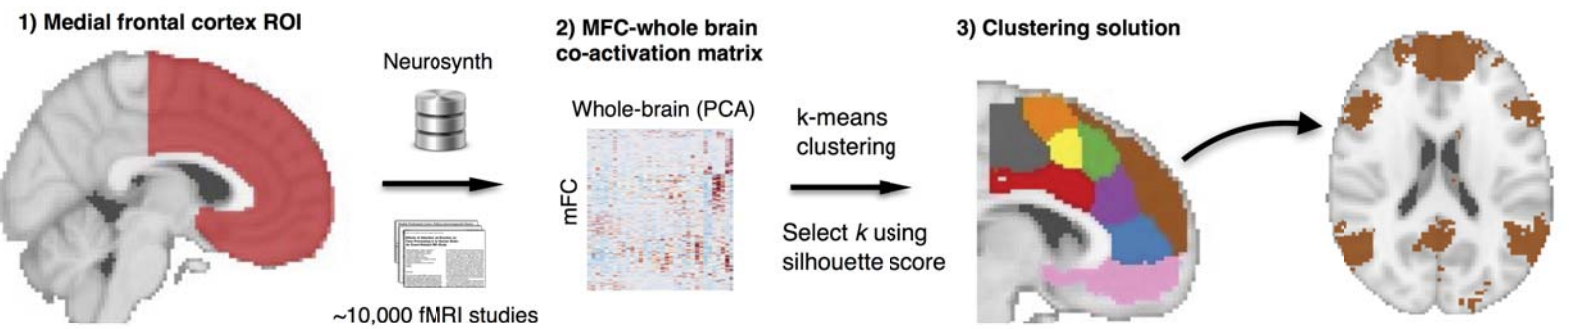 1) Medial frontal cortex ROI
Neurosynth
~10,000 fMRI studies
2) MFC-whole brain
co-activation matrix
Whole-brain (PCA)
mFC
k-means
clustering
Select k using
silhouette score
3) Clustering solution